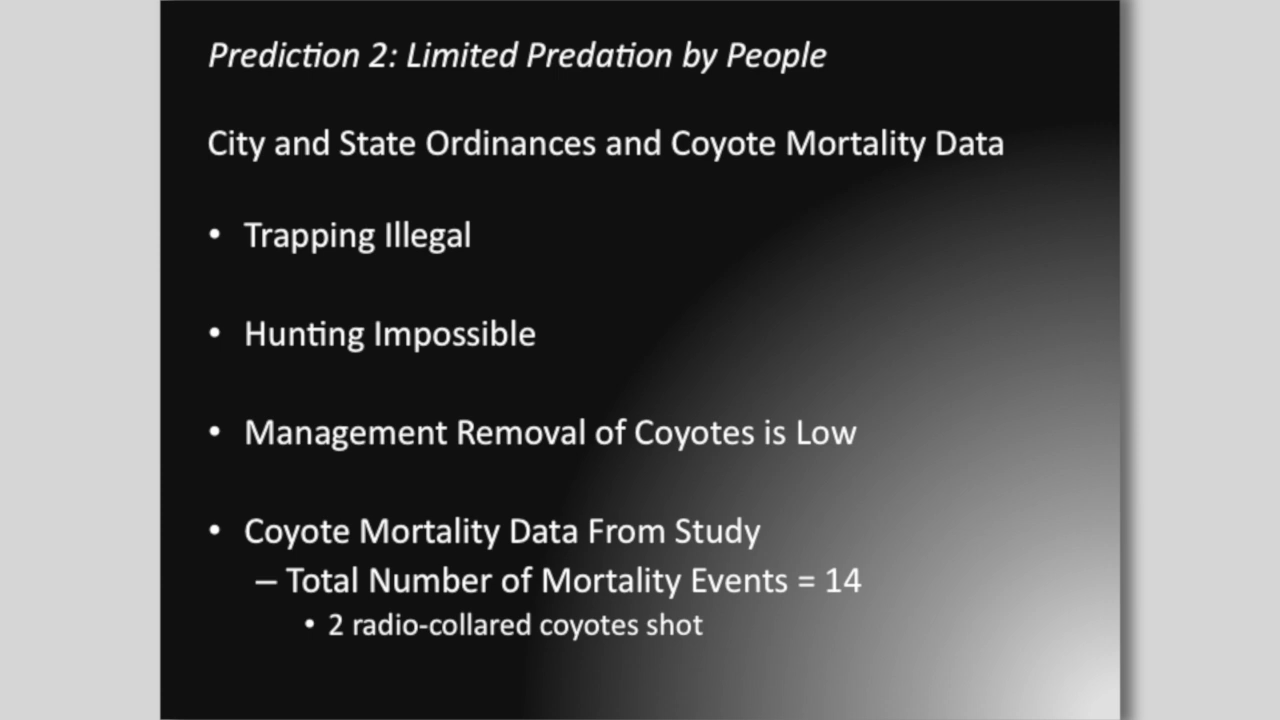 Prediction 2: Limited Predation by People
City and State Ordinances and Coyote Mortality Data
• Trapping Illegal
• Hunting Impossible
• Management Removal of Coyotes is Low
• Coyote Mortality Data From Study
– Total Number of Mortality Events = 14
• 2 radio-collared coyotes shot